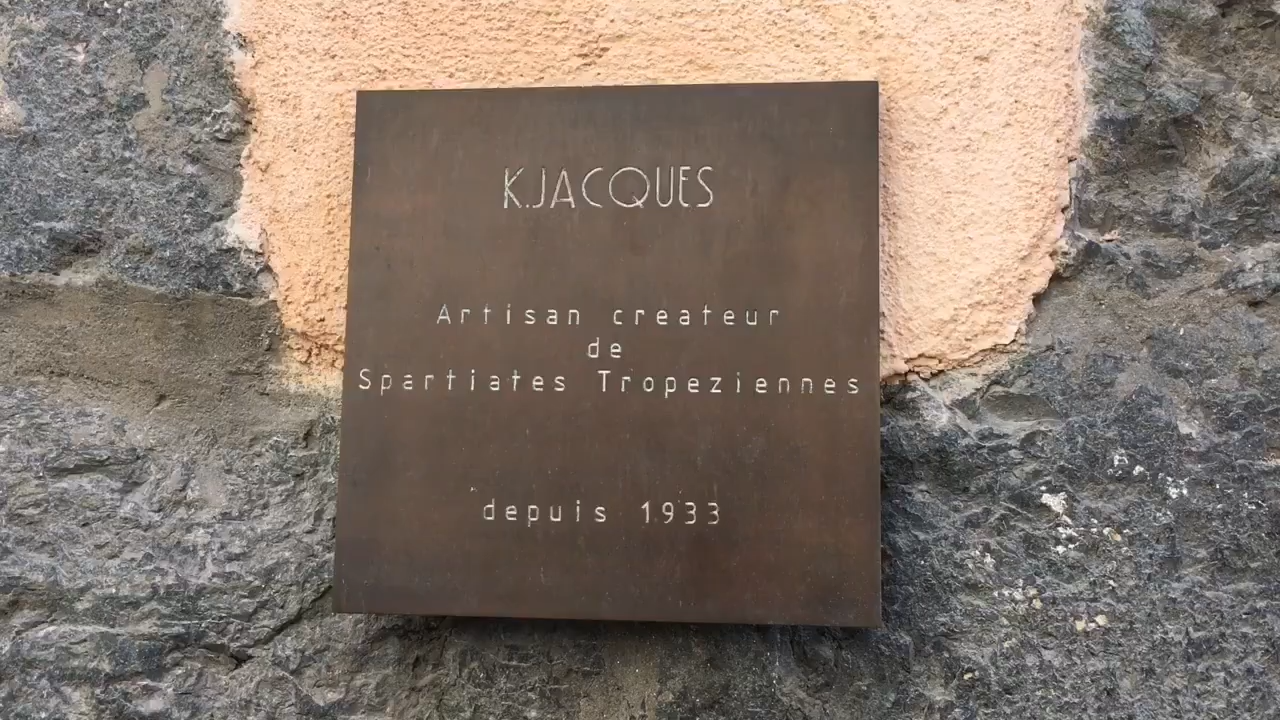 K.JACQUES
Artisan createur
de
Spartiates Tropeziennes
depuis 1933